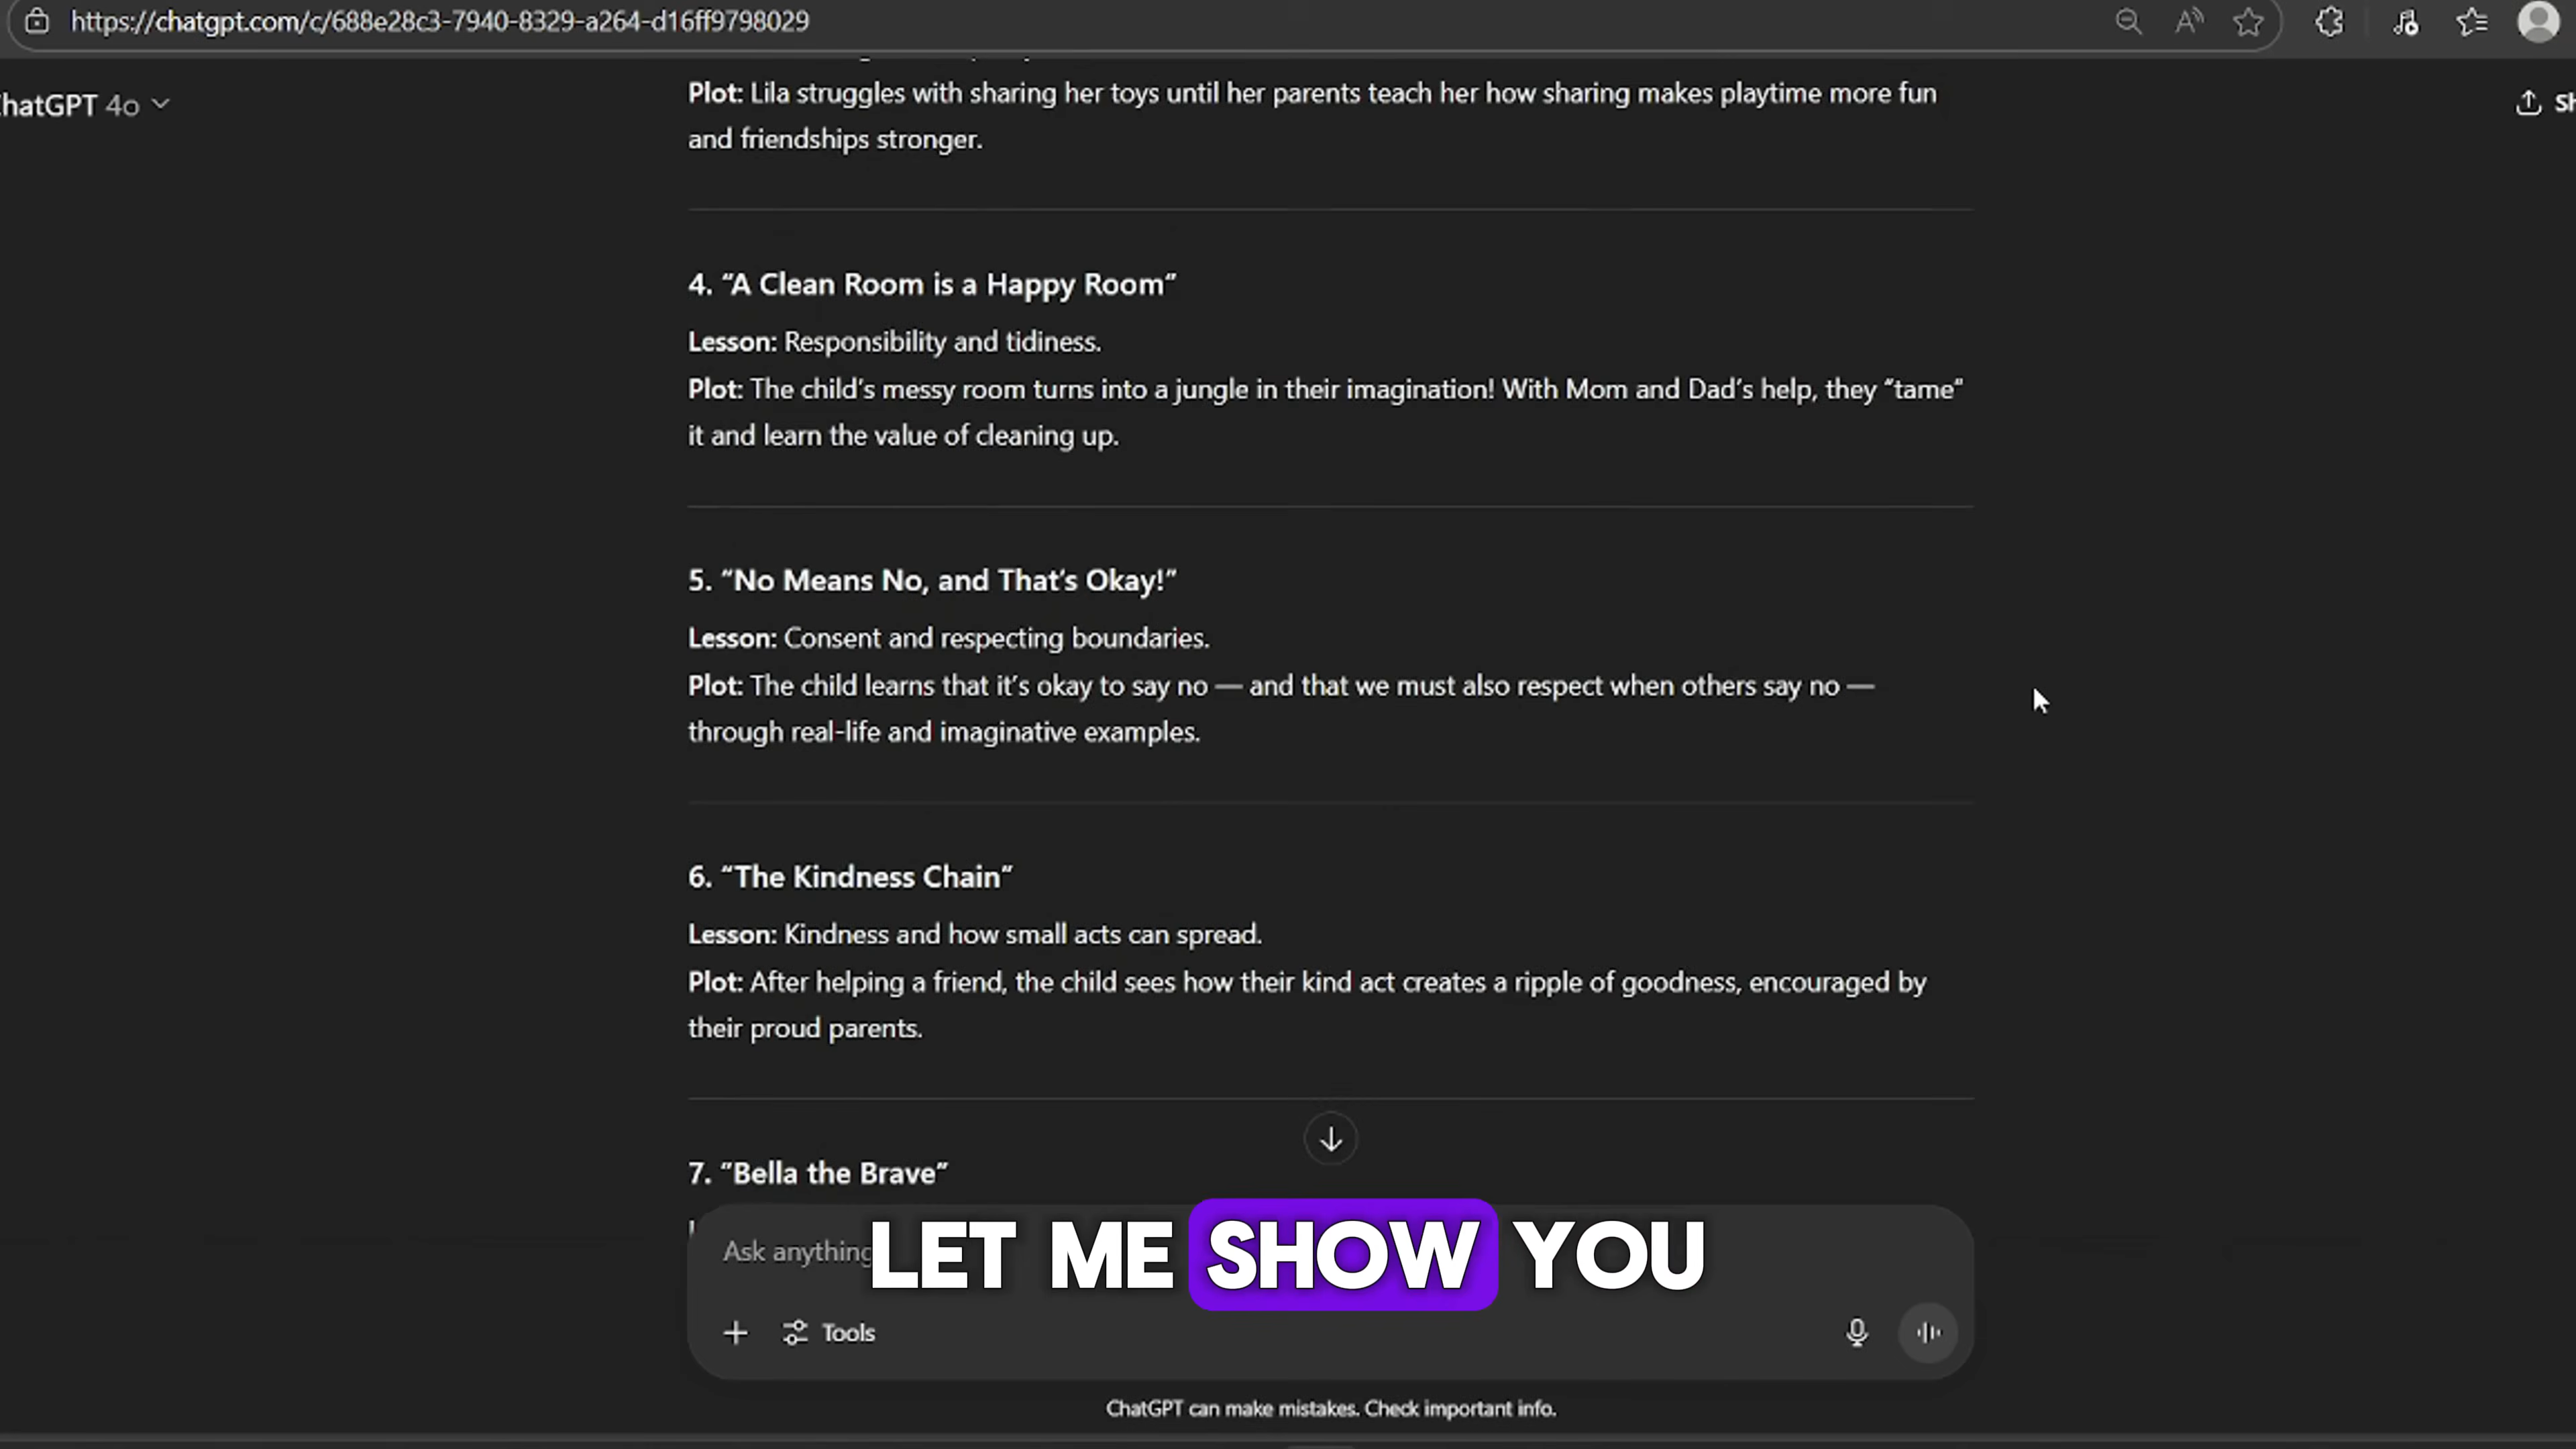 https://chatgpt.com/c/688e28c3-7940-8329-a264-d16ff9798029
ChatGPT 4o
Plot: Lila struggles with sharing her toys until her parents teach her how sharing makes playtime more fun
and friendships stronger.
4. “A Clean Room is a Happy Room”
Lesson: Responsibility and tidiness.
Plot: The child’s messy room turns into a jungle in their imagination! With Mom and Dad’s help, they “tame”
it and learn the value of cleaning up.
5. “No Means No, and That’s Okay!”
Lesson: Consent and respecting boundaries.
Plot: The child learns that it’s okay to say no — and that we must also respect when others say no —
through real-life and imaginative examples.
6. “The Kindness Chain”
Lesson: Kindness and how small acts can spread.
Plot: After helping a friend, the child sees how their kind act creates a ripple of goodness, encouraged by
their proud parents.
7. “Bella the Brave”
Ask anything
LET ME SHOW YOU
Tools
ChatGPT can make mistakes. Check important info.